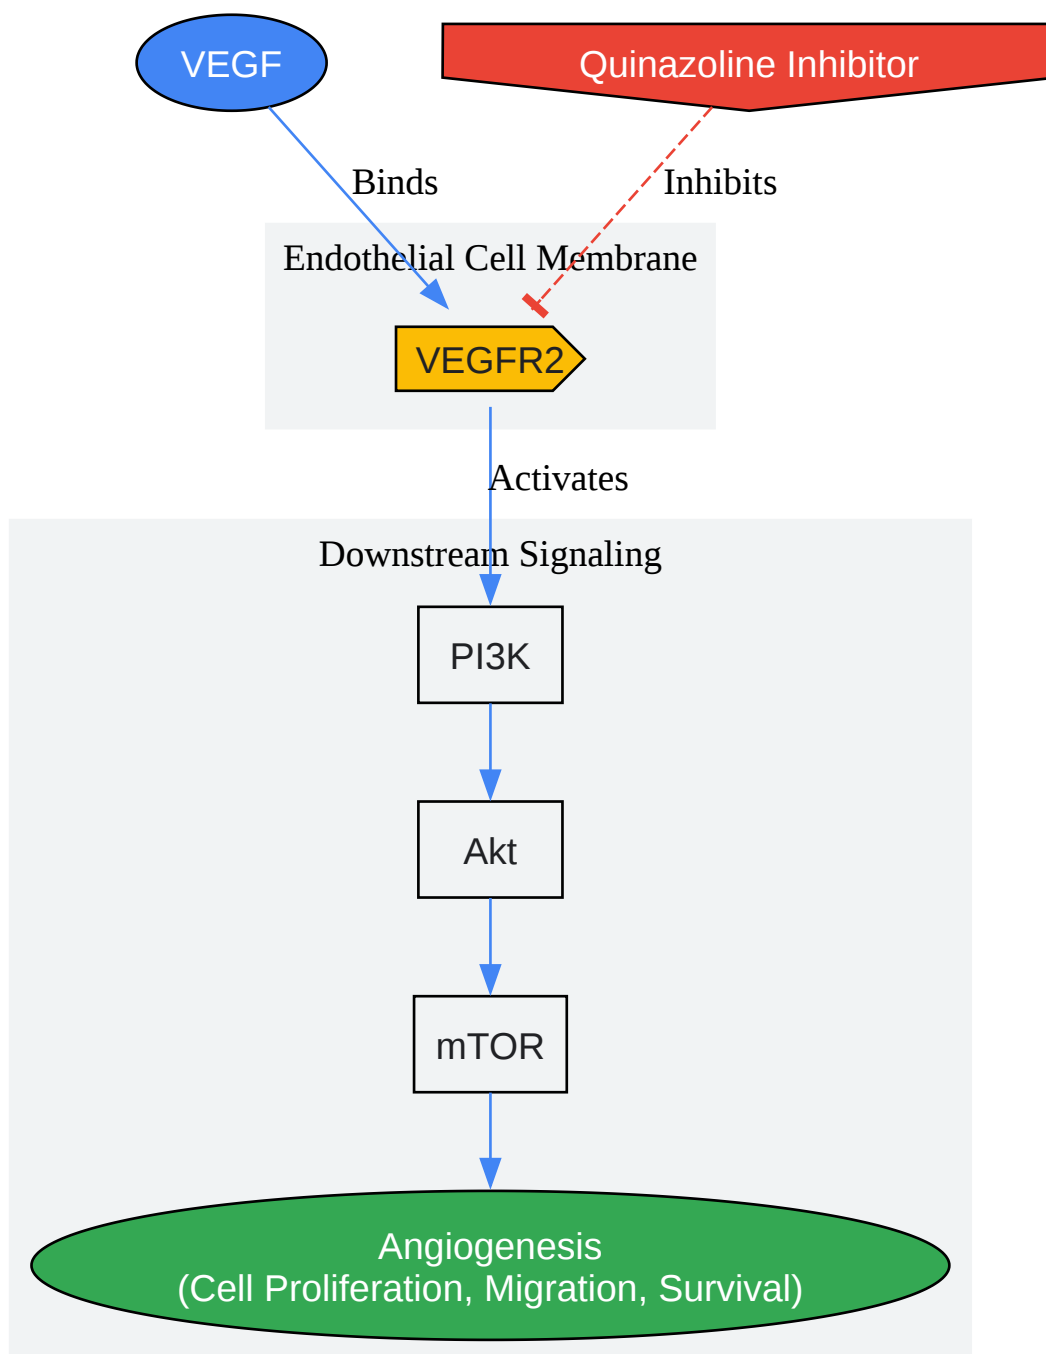 VEGF
Quinazoline Inhibitor
Binds
Inhibits
Endothelial Cell Membrane
VEGFR2
Activates
Downstream Signaling
PI3K
Akt
mTOR
Angiogenesis
(Cell Proliferation, Migration, Survival)